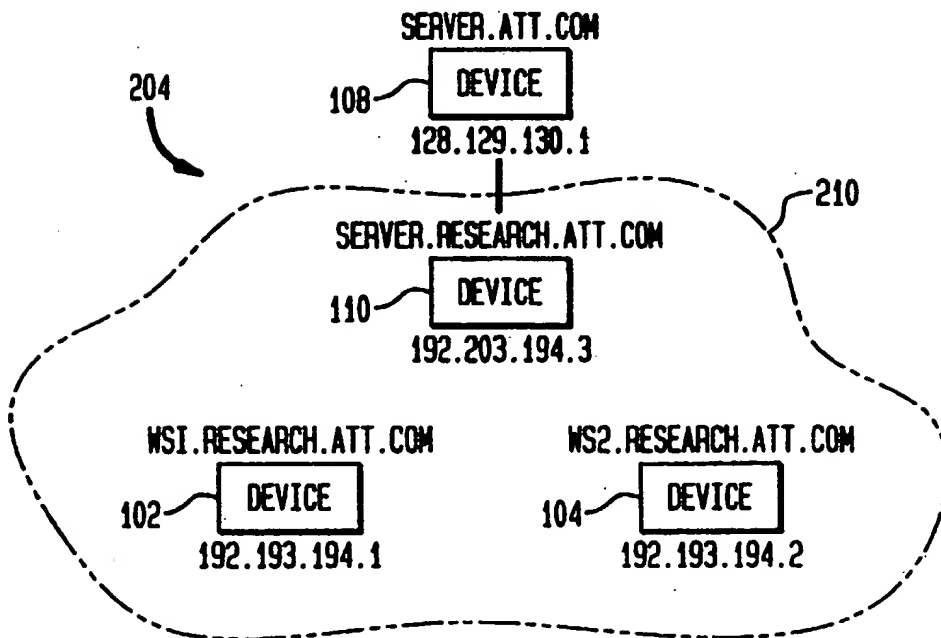 SERVER.ATT.COM
204
DEVICE
108
128.129.130.1
210
SERVER.RESEARCH.ATT.COM
DEVICE
110
192.203.194.3
WSI.RESEARCH.ATT.COM
WS2.RESEARCH.ATT.COM
DEVICE
DEVICE
102
104
192.193.194.1
192.193.194.2